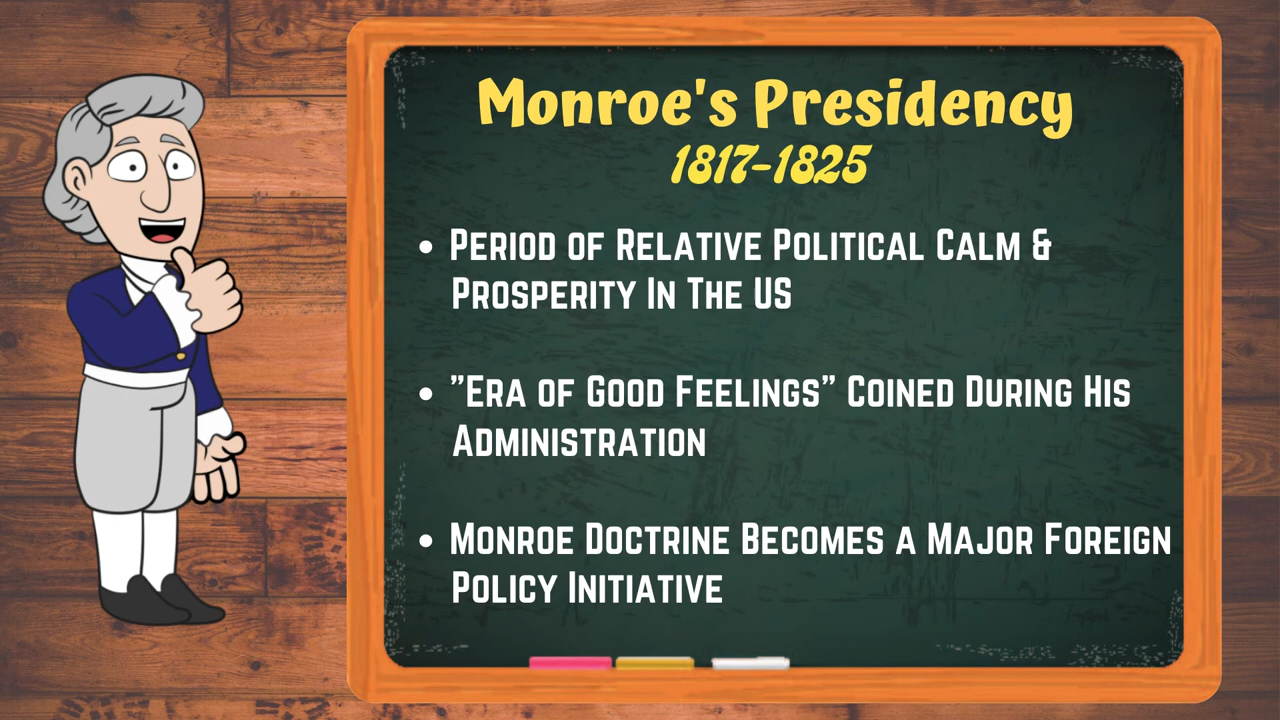 Monroe's Presidency
1817-1825
• Period of Relative Political Calm &
Prosperity In The US
• "Era of Good Feelings" Coined During His
Administration
• Monroe Doctrine Becomes a Major Foreign
Policy Initiative